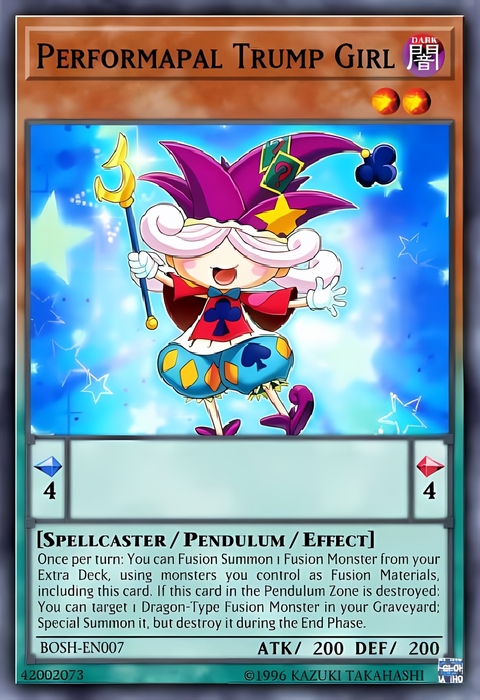 PERFORMAPAL TRUMP GIRL
DARK
闇
?
4
4
[SPELLCASTER / PENDULUM / EFFECT]
Once per turn: You can Fusion Summon 1 Fusion Monster from your
Extra Deck, using monsters you control as Fusion Materials,
including this card. If this card in the Pendulum Zone is destroyed:
You can target 1 Dragon-Type Fusion Monster in your Graveyard;
Special Summon it, but destroy it during the End Phase.
BOSH-EN007
ATK/ 200 DEF/ 200
42002073
©1996 KAZUKI TAKAHASHI